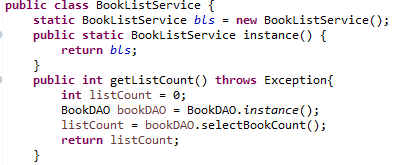 public class BookListService {
static BookListService bls = new BookListService();
public static BookListService instance() {
return bls;
}
public int getListCount() throws Exception{
int listCount = 0;
BookDAO bookDAO = BookDAO.instance();
listCount = bookDAO.selectBookCount();
return listCount;
}